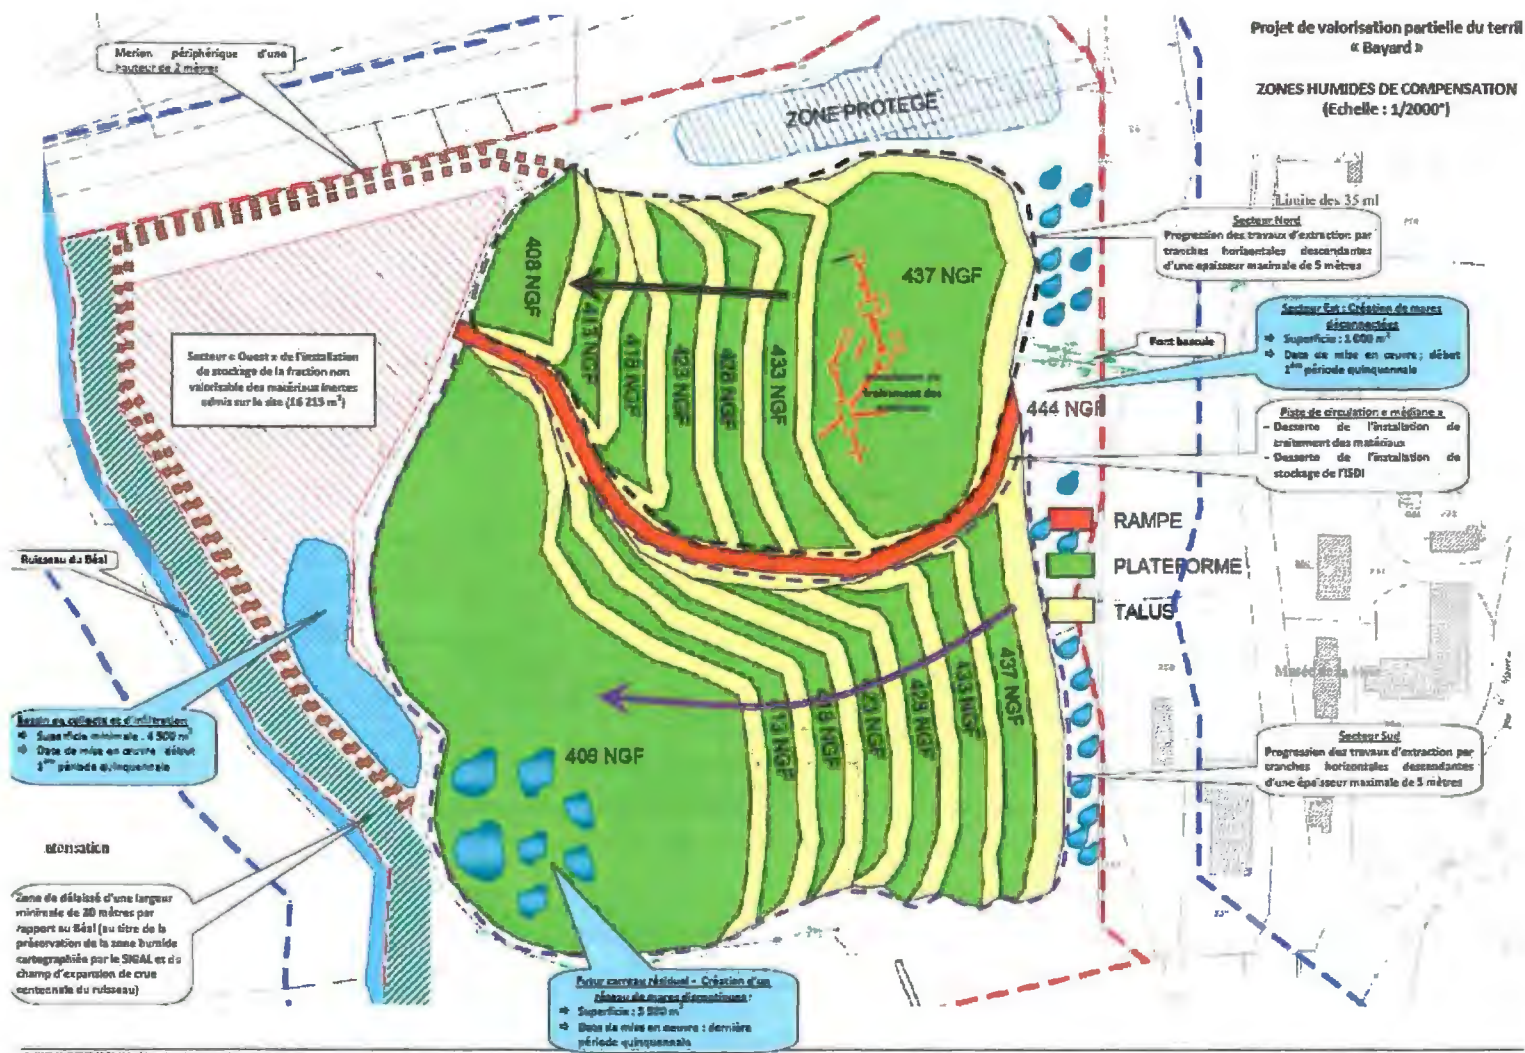 Projet de valorisation partielle du terril
« Bayard »
ZONES HUMIDES DE COMPENSATION
(Echelle : 1/2000°)
Merlon périphérique d'une
hauteur de 2 mètres
ZONE PROTEGE
Limite des 35 ml
Secteur Nord
Progression des travaux d'extraction par
tranches horizontales descendantes
d'une épaisseur maximale de 5 mètres
408 NGF
413 NGF
418 NGF
423 NGF
428 NGF
433 NGF
437 NGF
traitement des
Secteur Est : Création de mares
déconnectées
⇒ Superficie : 1 000 m²
⇒ Date de mise en œuvre : début
période quinquennale
Pont bascule
444 NGF
Secteur « Ouest » de l'installation
de stockage de la fraction non
valorisable des matériaux inertes
admis sur le site (16 215 m²)
Piste de circulation « médiane »
- Desserte de l'installation de
traitement des matériaux
- Desserte de l'installation de
stockage de l'ISDI
RAMPE
PLATEFORME
TALUS
Ruisseau du Béal
Musée de la
413 NGF
418 NGF
423 NGF
428 NGF
433 NGF
437 NGF
408 NGF
Bassin de collecte et d'infiltration
⇒ Superficie minimale : 4 500 m²
⇒ Date de mise en œuvre début
période quinquennale
Secteur Sud
Progression des travaux d'extraction par
tranches horizontales descendantes
d'une épaisseur maximale de 5 mètres
Zone de délaissé d'une largeur
minimale de 20 mètres par
rapport au Béal (au titre de la
préservation de la zone humide
cartographiée par le SIGAL et du
champ d'expansion de crue
centennale du ruisseau)
Futur carreau résiduel - Création d'un
réseau de mares
⇒ Superficie :
⇒ Date de mise en œuvre : dernière
période quinquennale